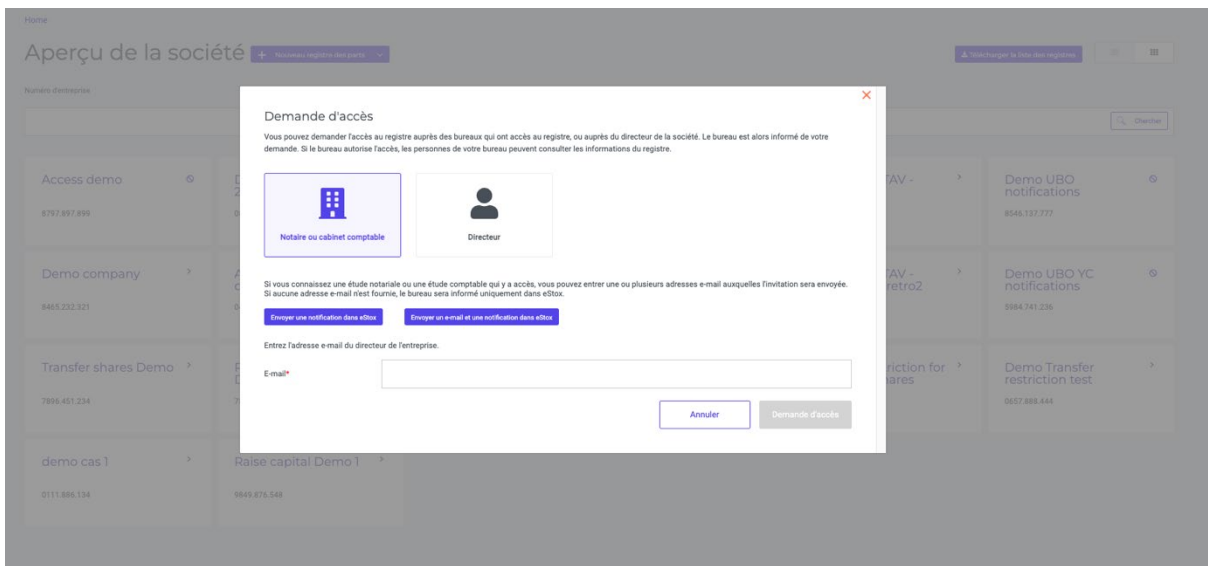 Home
Aperçu de la société
+ Nouveau registre des parts
Télécharger la liste des registres
Numéro d'entreprise
Chercher
Access demo
8797.897.899
TAV -
Demo UBO
notifications
8546.137.777
Demo company
8465.232.321
TAV -
retro2
Demo UBO YC
notifications
5984.741.236
Transfer shares Demo
7896.451.234
riction for
hares
Demo Transfer
restriction test
0657.888.444
demo cas 1
0111.886.134
Raise capital Demo 1
9849.876.548
Demande d'accès
Vous pouvez demander l'accès au registre auprès des bureaux qui ont accès au registre, ou auprès du directeur de la société. Le bureau est alors informé de votre
demande. Si le bureau autorise l'accès, les personnes de votre bureau peuvent consulter les informations du registre.
Notaire ou cabinet comptable
Directeur
Si vous connaissez une étude notariale ou une étude comptable qui y a accès, vous pouvez entrer une ou plusieurs adresses e-mail auxquelles l'invitation sera envoyée.
Si aucune adresse e-mail n'est fournie, le bureau sera informé uniquement dans eStox.
Envoyer une notification dans eStox
Envoyer un e-mail et une notification dans eStox
Entrez l'adresse e-mail du directeur de l'entreprise.
E-mail*
Annuler
Demande d'accès